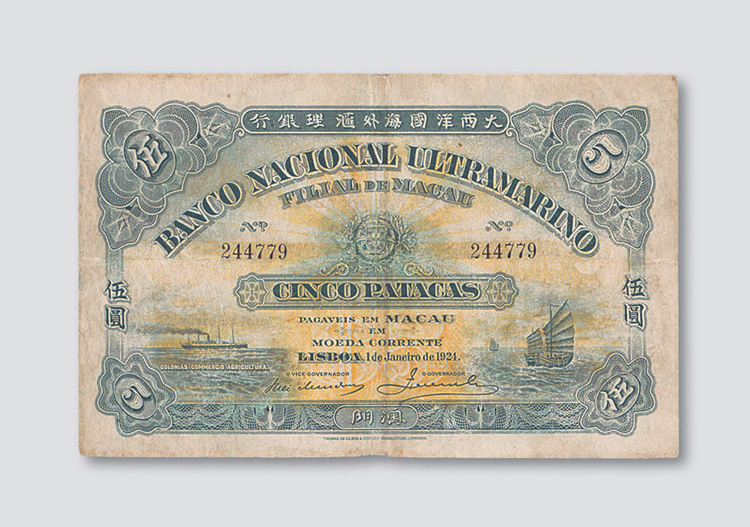 大西洋國海外滙理銀行
伍
5
BANCO NACIONAL ULTRAMARINO
FILIAL DE MACAU
Nº 244779
Nº 244779
CINCO PATACAS
伍圓
伍圓
PAGAVEIS EM MACAU
EM
MOEDA CORRENTE
LISBOA, 1 de Janeiro de 1924.
COLONIAS, COMMERCIO, AGRICULTURA.
O VICE GOVERNADOR
O GOVERNADOR
5
伍
澳門